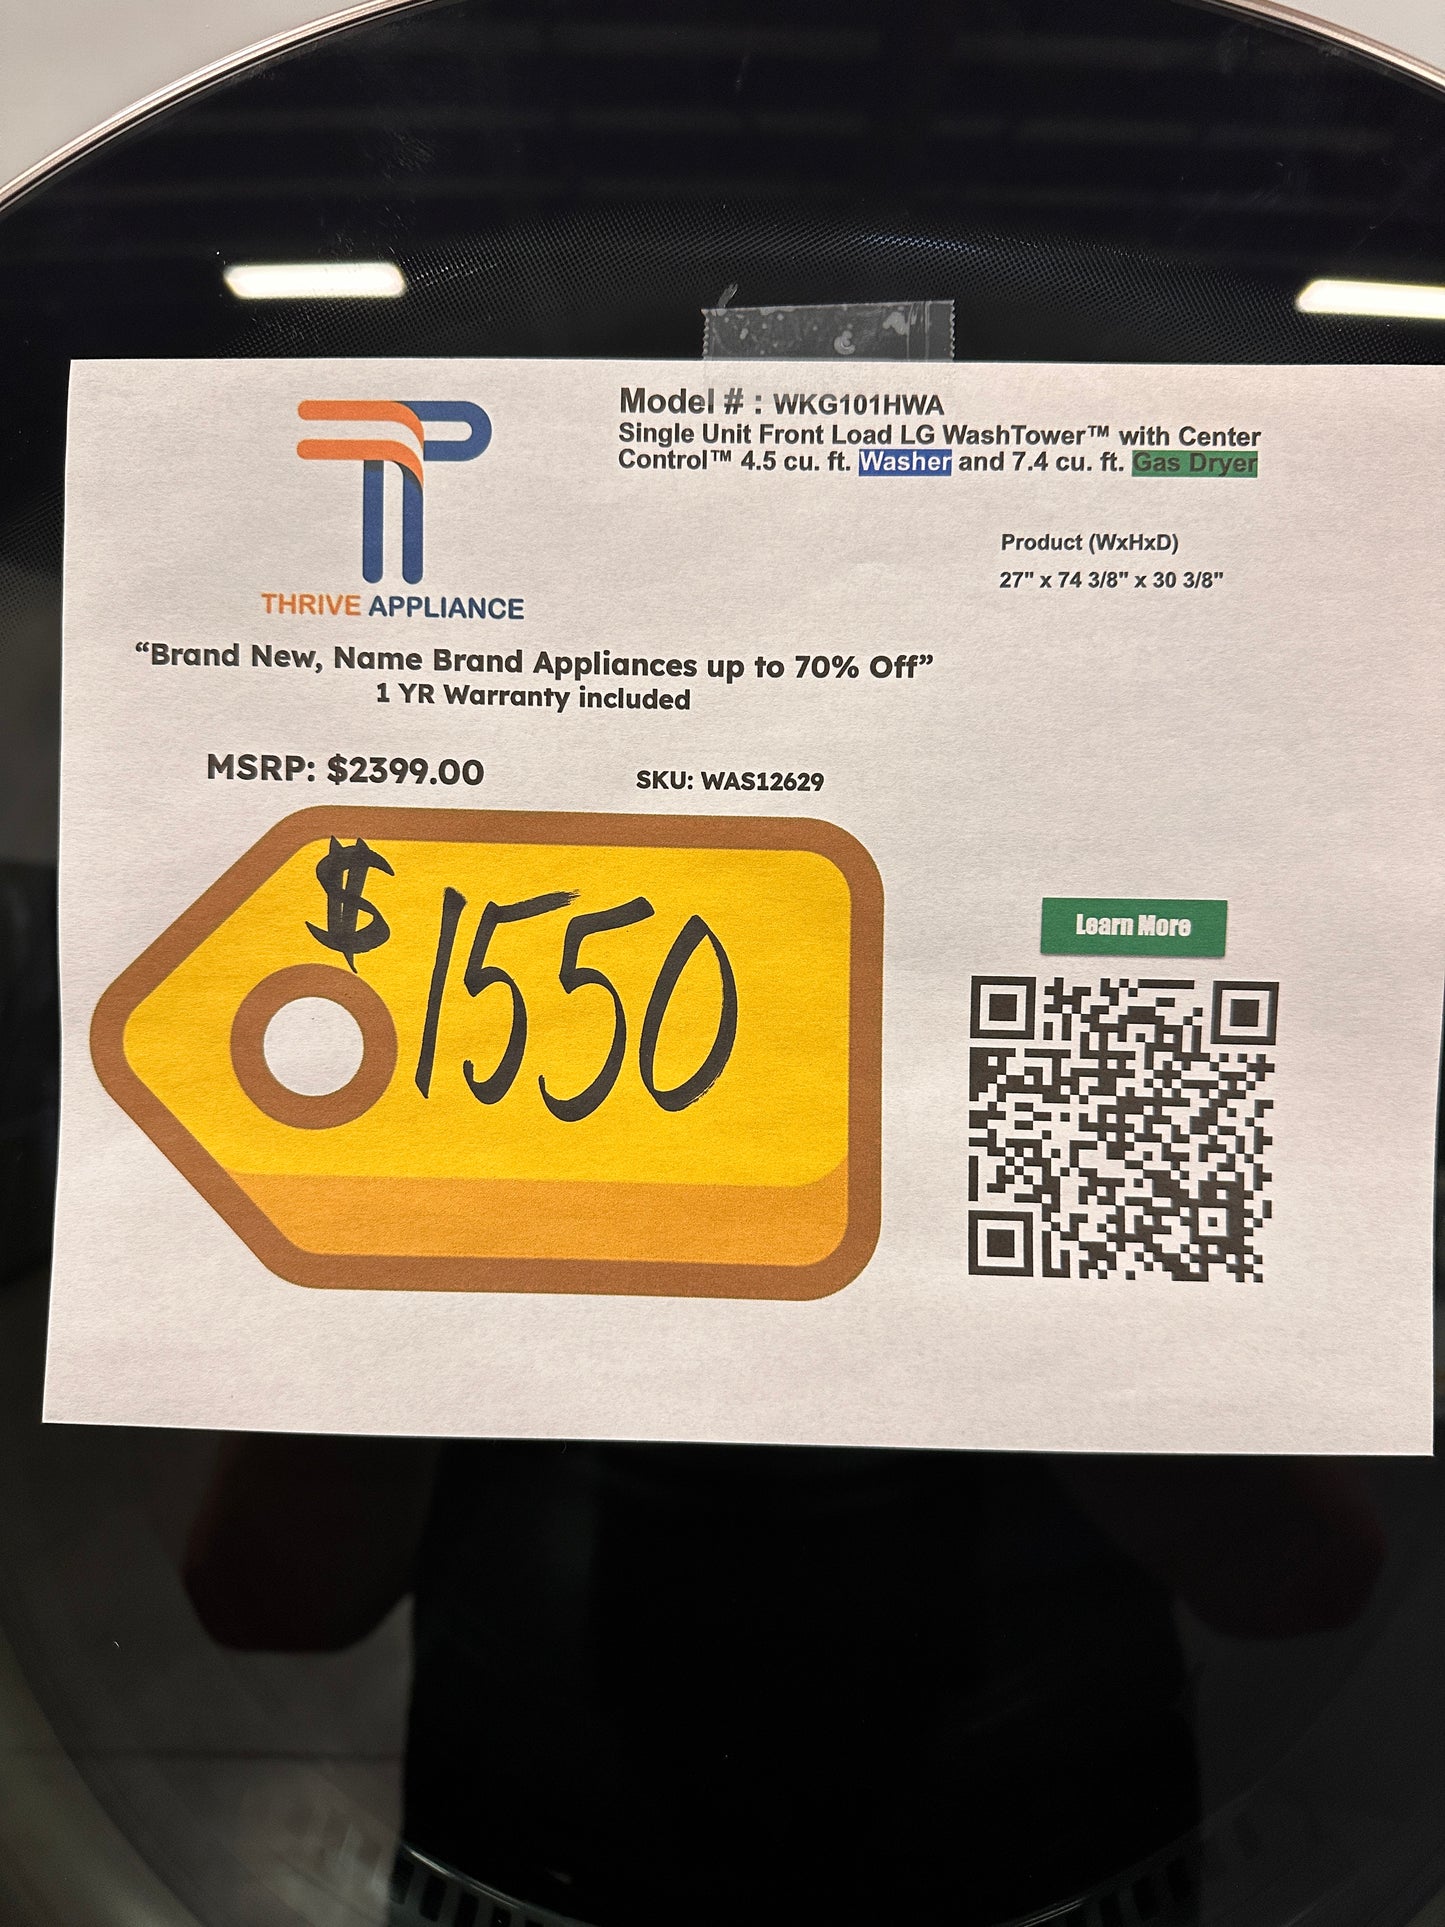 Model # : WKG101HWA
Single Unit Front Load LG WashTower™ with Center
Control™ 4.5 cu. ft. Washer and 7.4 cu. ft. Gas Dryer
Product (WxHxD)
27" x 74 3/8" x 30 3/8"
THRIVE APPLIANCE
“Brand New, Name Brand Appliances up to 70% Off”
1 YR Warranty included
MSRP: $2399.00
SKU: WAS12629
$1550
Learn More